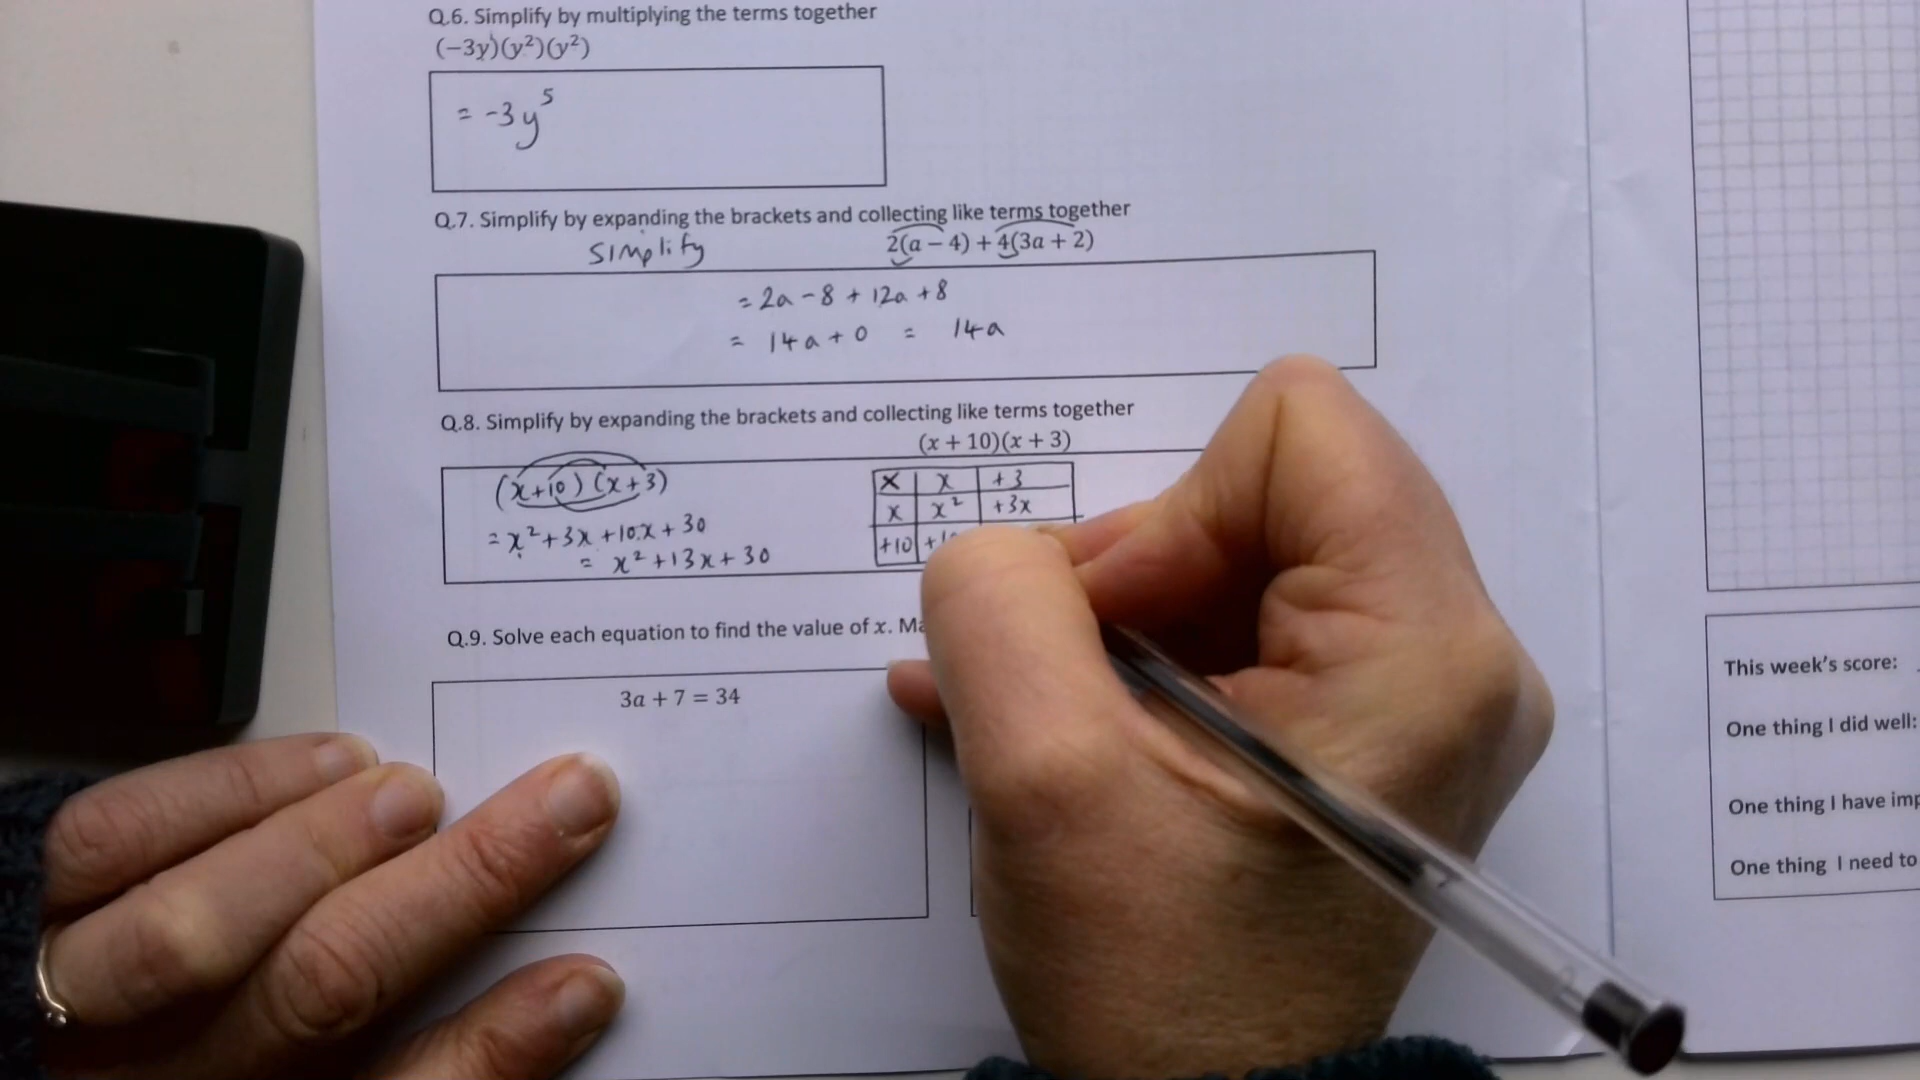 Q.6. Simplify by multiplying the terms together
(−3y)(y²)(y²)
= -3y⁵
Q.7. Simplify by expanding the brackets and collecting like terms together
SIMplify
2(a − 4) + 4(3a + 2)
= 2a - 8 + 12a + 8
= 14a + 0 = 14a
Q.8. Simplify by expanding the brackets and collecting like terms together
(x + 10)(x + 3)
(x+10)(x+3)
= x² + 3x + 10x + 30
= x² + 13x + 30
× x +3
x x² +3x
+10
Q.9. Solve each equation to find the value of x.
3a + 7 = 34
This week's score:
One thing I did well:
One thing I have
One thing I need to